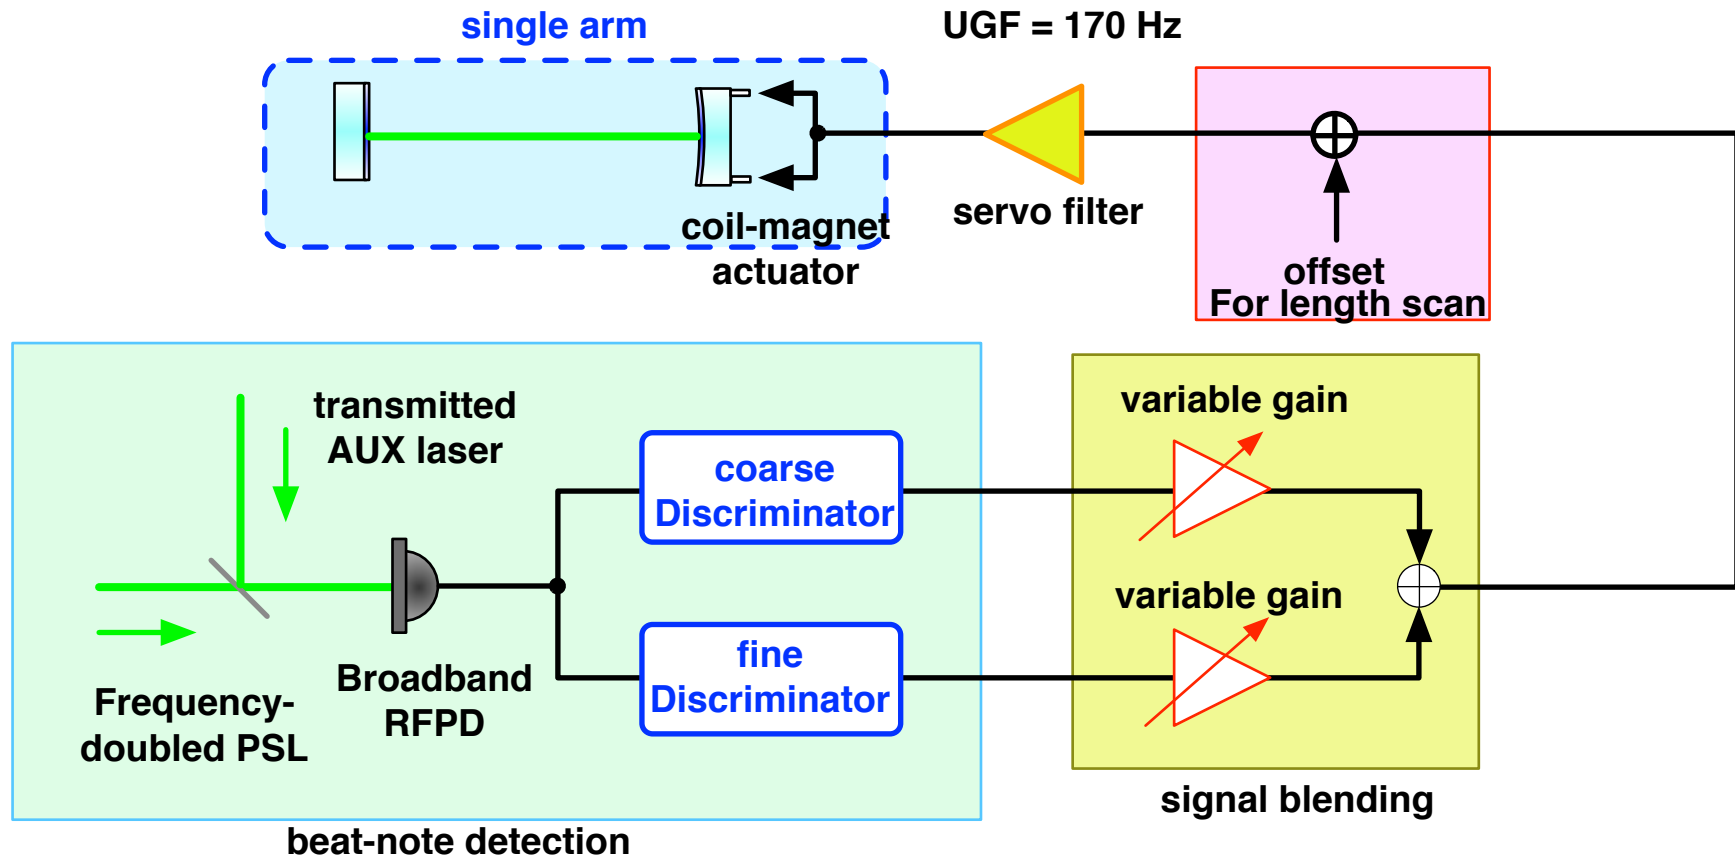 single arm
UGF = 170 Hz
coil-magnet
actuator
servo filter
offset
For length scan
transmitted
AUX laser
coarse
Discriminator
variable gain
fine
Discriminator
variable gain
Broadband
RFPD
Frequency-
doubled PSL
signal blending
beat-note detection